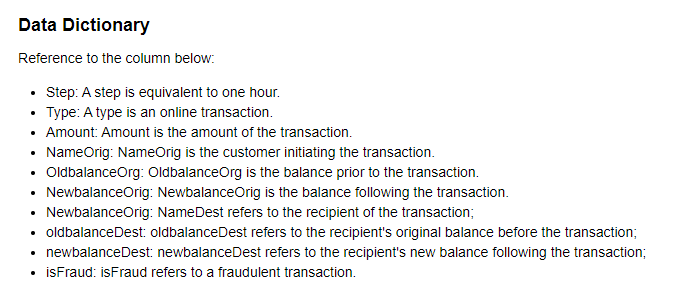 Data Dictionary
Reference to the column below:
• Step: A step is equivalent to one hour.
• Type: A type is an online transaction.
• Amount: Amount is the amount of the transaction.
• NameOrig: NameOrig is the customer initiating the transaction.
• OldbalanceOrg: OldbalanceOrg is the balance prior to the transaction.
• NewbalanceOrig: NewbalanceOrig is the balance following the transaction.
• NewbalanceOrig: NameDest refers to the recipient of the transaction;
• oldbalanceDest: oldbalanceDest refers to the recipient's original balance before the transaction;
• newbalanceDest: newbalanceDest refers to the recipient's new balance following the transaction;
• isFraud: isFraud refers to a fraudulent transaction.